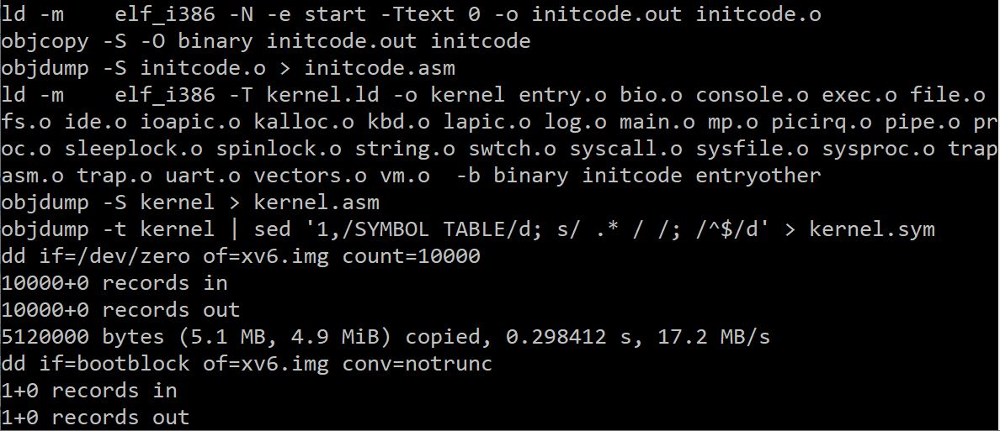 ld -m    elf_i386 -N -e start -Ttext 0 -o initcode.out initcode.o
objcopy -S -O binary initcode.out initcode
objdump -S initcode.o > initcode.asm
ld -m    elf_i386 -T kernel.ld -o kernel entry.o bio.o console.o exec.o file.o
fs.o ide.o ioapic.o kalloc.o kbd.o lapic.o log.o main.o mp.o picirq.o pipe.o pr
oc.o sleeplock.o spinlock.o string.o swtch.o syscall.o sysfile.o sysproc.o trap
asm.o trap.o uart.o vectors.o vm.o  -b binary initcode entryother
objdump -S kernel > kernel.asm
objdump -t kernel | sed '1,/SYMBOL TABLE/d; s/ .* / /; /^$/d' > kernel.sym
dd if=/dev/zero of=xv6.img count=10000
10000+0 records in
10000+0 records out
5120000 bytes (5.1 MB, 4.9 MiB) copied, 0.298412 s, 17.2 MB/s
dd if=bootblock of=xv6.img conv=notrunc
1+0 records in
1+0 records out